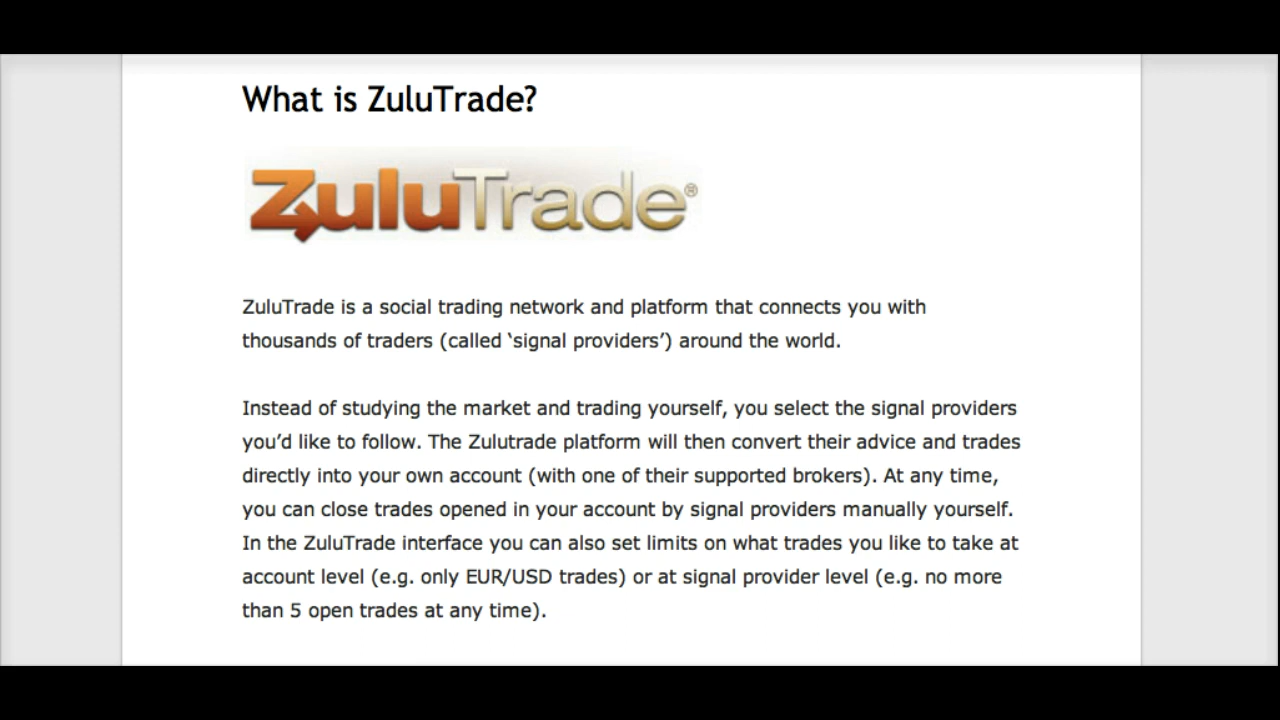 What is ZuluTrade?
ZuluTrade®
ZuluTrade is a social trading network and platform that connects you with
thousands of traders (called ‘signal providers’) around the world.
Instead of studying the market and trading yourself, you select the signal providers
you’d like to follow. The Zulutrade platform will then convert their advice and trades
directly into your own account (with one of their supported brokers). At any time,
you can close trades opened in your account by signal providers manually yourself.
In the ZuluTrade interface you can also set limits on what trades you like to take at
account level (e.g. only EUR/USD trades) or at signal provider level (e.g. no more
than 5 open trades at any time).